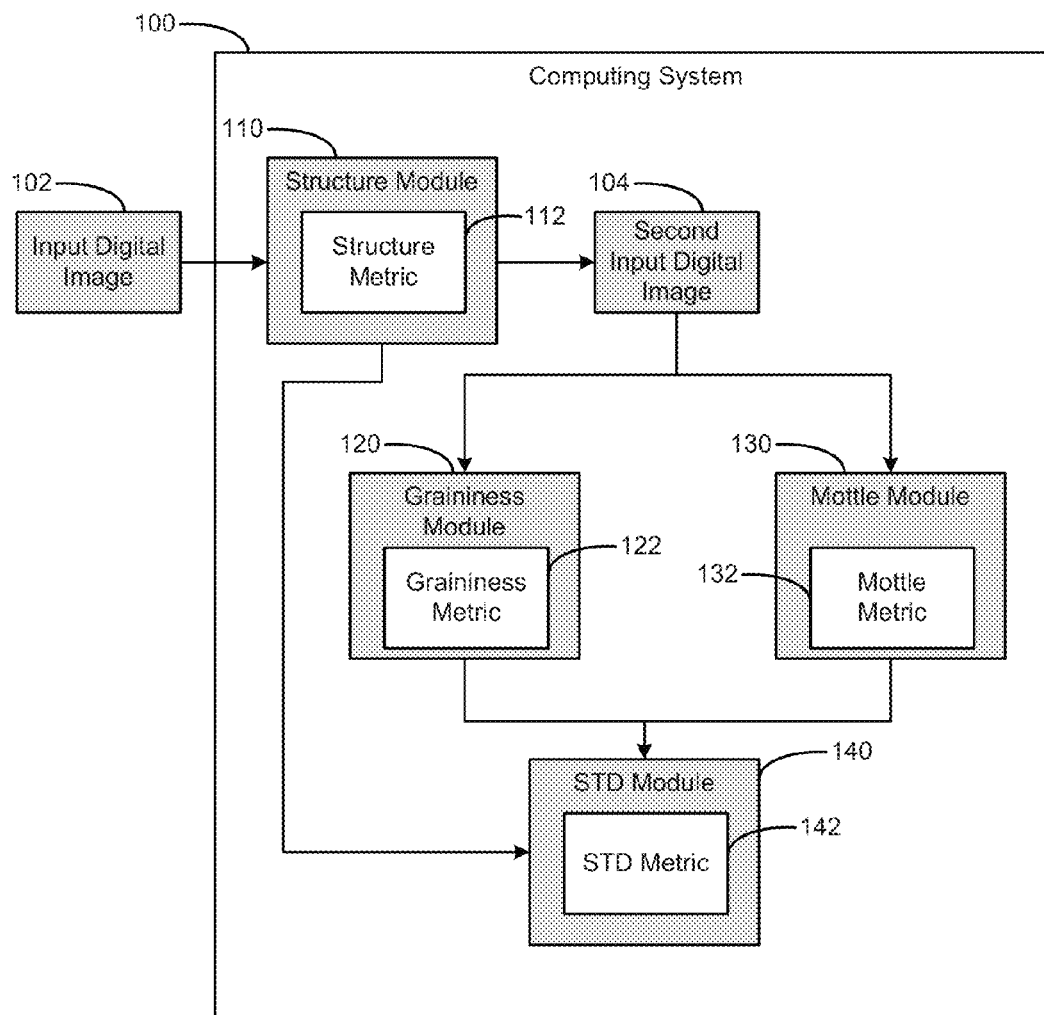 100
Computing System
110
102
Structure Module
104
112
Input Digital
Image
Structure
Metric
Second
Input Digital
Image
120
130
Graininess
Module
Mottle Module
122
132
Graininess
Metric
Mottle
Metric
140
STD Module
142
STD Metric